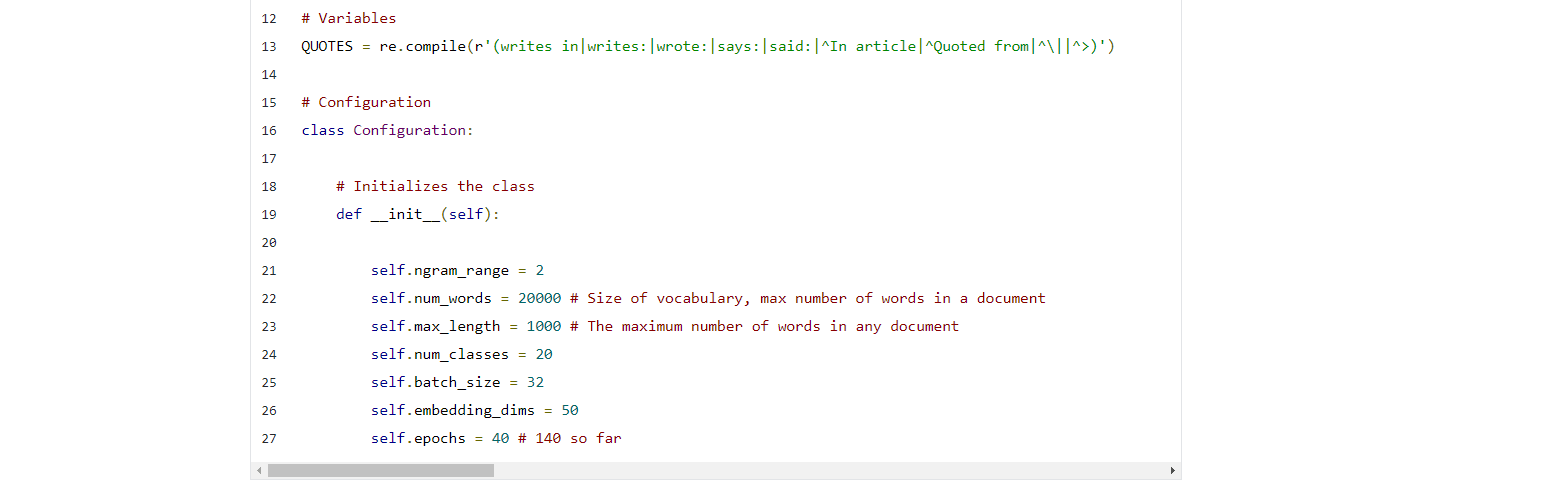 12 # Variables
13 QUOTES = re.compile(r'(writes in|writes:|wrote:|says:|said:|^In article|^Quoted from|^\||^>)')
14
15 # Configuration
16 class Configuration:
17
18 # Initializes the class
19 def __init__(self):
20
21 self.ngram_range = 2
22 self.num_words = 20000 # Size of vocabulary, max number of words in a document
23 self.max_length = 1000 # The maximum number of words in any document
24 self.num_classes = 20
25 self.batch_size = 32
26 self.embedding_dims = 50
27 self.epochs = 40 # 140 so far